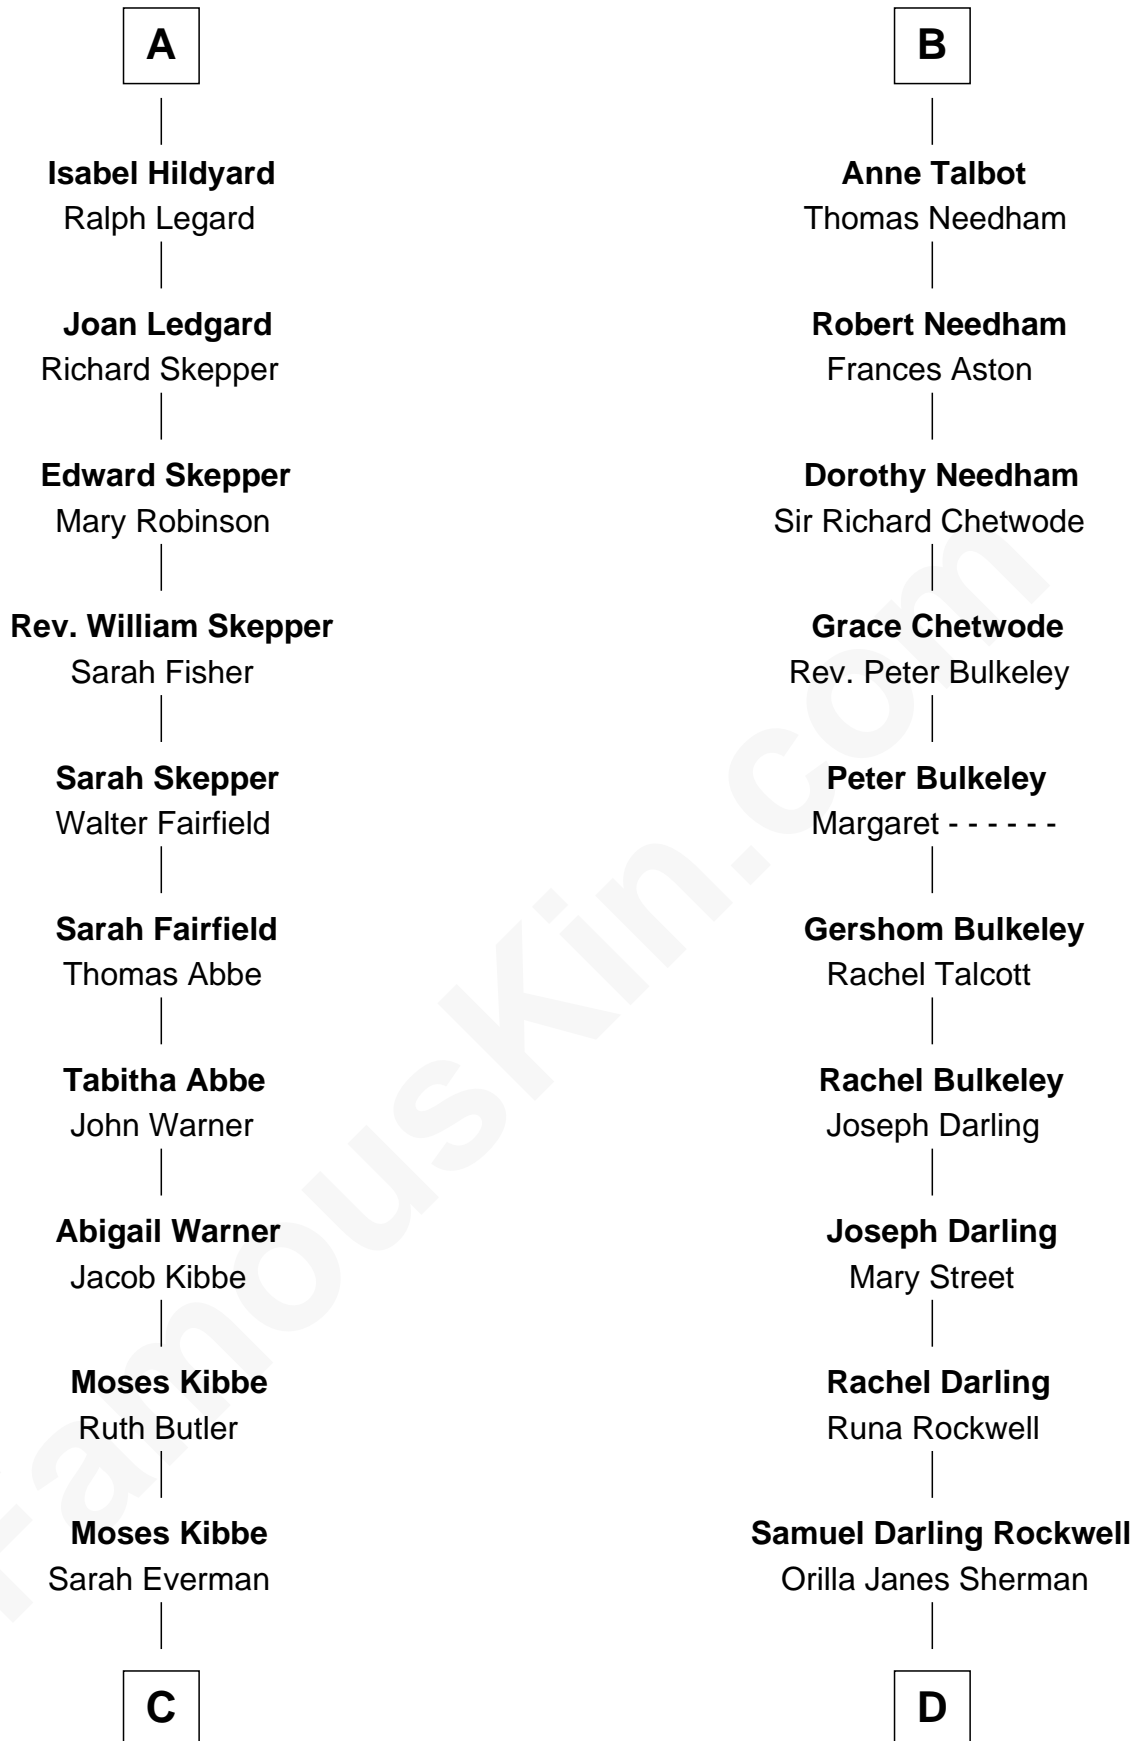 A
Isabel Hildyard
Ralph Legard
Joan Ledgard
Richard Skepper
Edward Skepper
Mary Robinson
Rev. William Skepper
Sarah Fisher
Sarah Skepper
Walter Fairfield
Sarah Fairfield
Thomas Abbe
Tabitha Abbe
John Warner
Abigail Warner
Jacob Kibbe
Moses Kibbe
Ruth Butler
Moses Kibbe
Sarah Everman
C
B
Anne Talbot
Thomas Needham
Robert Needham
Frances Aston
Dorothy Needham
Sir Richard Chetwode
Grace Chetwode
Rev. Peter Bulkeley
Peter Bulkeley
Margaret - - - - - -
Gershom Bulkeley
Rachel Talcott
Rachel Bulkeley
Joseph Darling
Joseph Darling
Mary Street
Rachel Darling
Runa Rockwell
Samuel Darling Rockwell
Orilla Janes Sherman
D
FamousKin.com